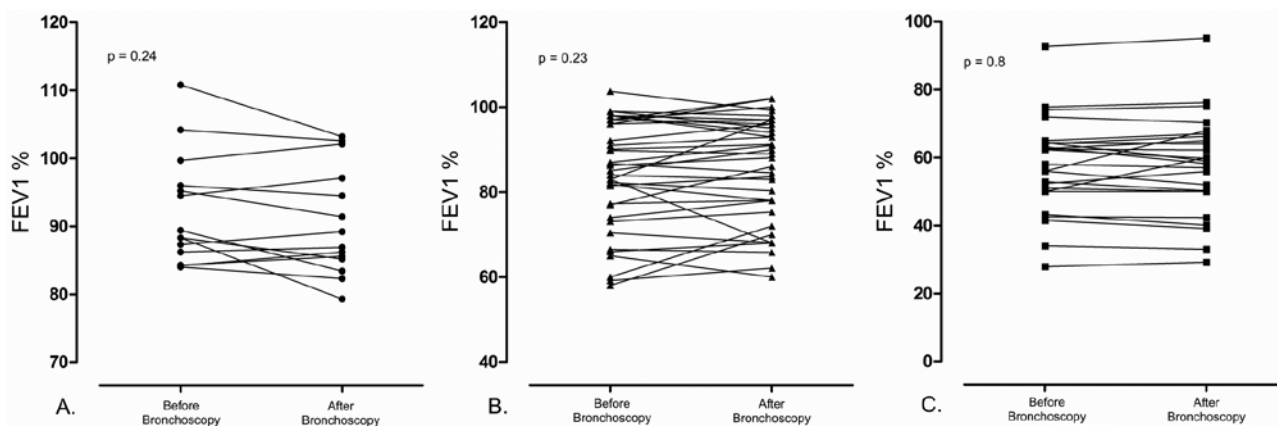 120
110
100
90
80
70
FEV1 %
p = 0.24
A.
Before
Bronchoscopy
After
Bronchoscopy
120
100
80
60
40
FEV1 %
p = 0.23
B.
Before
Bronchoscopy
After
Bronchoscopy
100
80
60
40
20
0
FEV1 %
p = 0.8
C.
Before
Bronchoscopy
After
Bronchoscopy